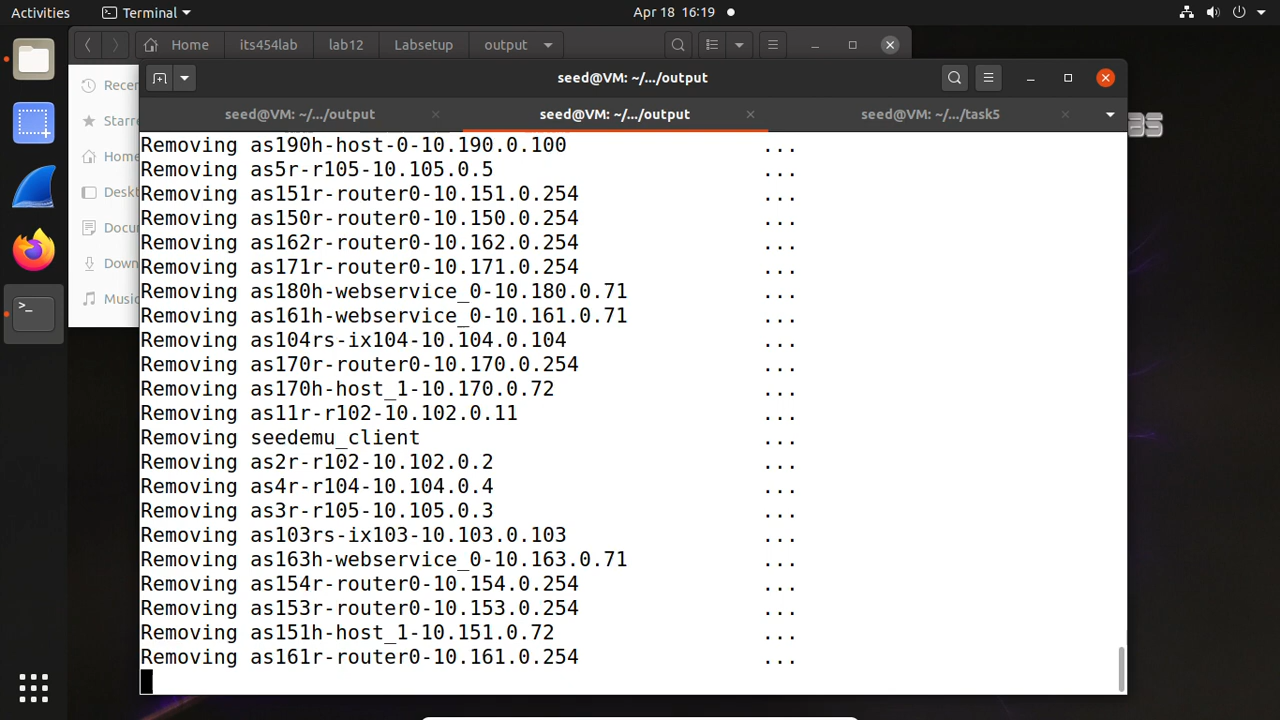 Activities Terminal Apr 18 16:19
Home its454lab lab12 Labsetup output
seed@VM: ~/.../output
seed@VM: ~/.../output seed@VM: ~/.../output seed@VM: ~/.../task5
Recen
Starre
Home
Deskt
Docu
Down
Music
Removing as190h-host-0-10.190.0.100 ...
Removing as5r-r105-10.105.0.5 ...
Removing as151r-router0-10.151.0.254 ...
Removing as150r-router0-10.150.0.254 ...
Removing as162r-router0-10.162.0.254 ...
Removing as171r-router0-10.171.0.254 ...
Removing as180h-webservice_0-10.180.0.71 ...
Removing as161h-webservice_0-10.161.0.71 ...
Removing as104rs-ix104-10.104.0.104 ...
Removing as170r-router0-10.170.0.254 ...
Removing as170h-host_1-10.170.0.72 ...
Removing as11r-r102-10.102.0.11 ...
Removing seedemu_client ...
Removing as2r-r102-10.102.0.2 ...
Removing as4r-r104-10.104.0.4 ...
Removing as3r-r105-10.105.0.3 ...
Removing as103rs-ix103-10.103.0.103 ...
Removing as163h-webservice_0-10.163.0.71 ...
Removing as154r-router0-10.154.0.254 ...
Removing as153r-router0-10.153.0.254 ...
Removing as151h-host_1-10.151.0.72 ...
Removing as161r-router0-10.161.0.254 ...